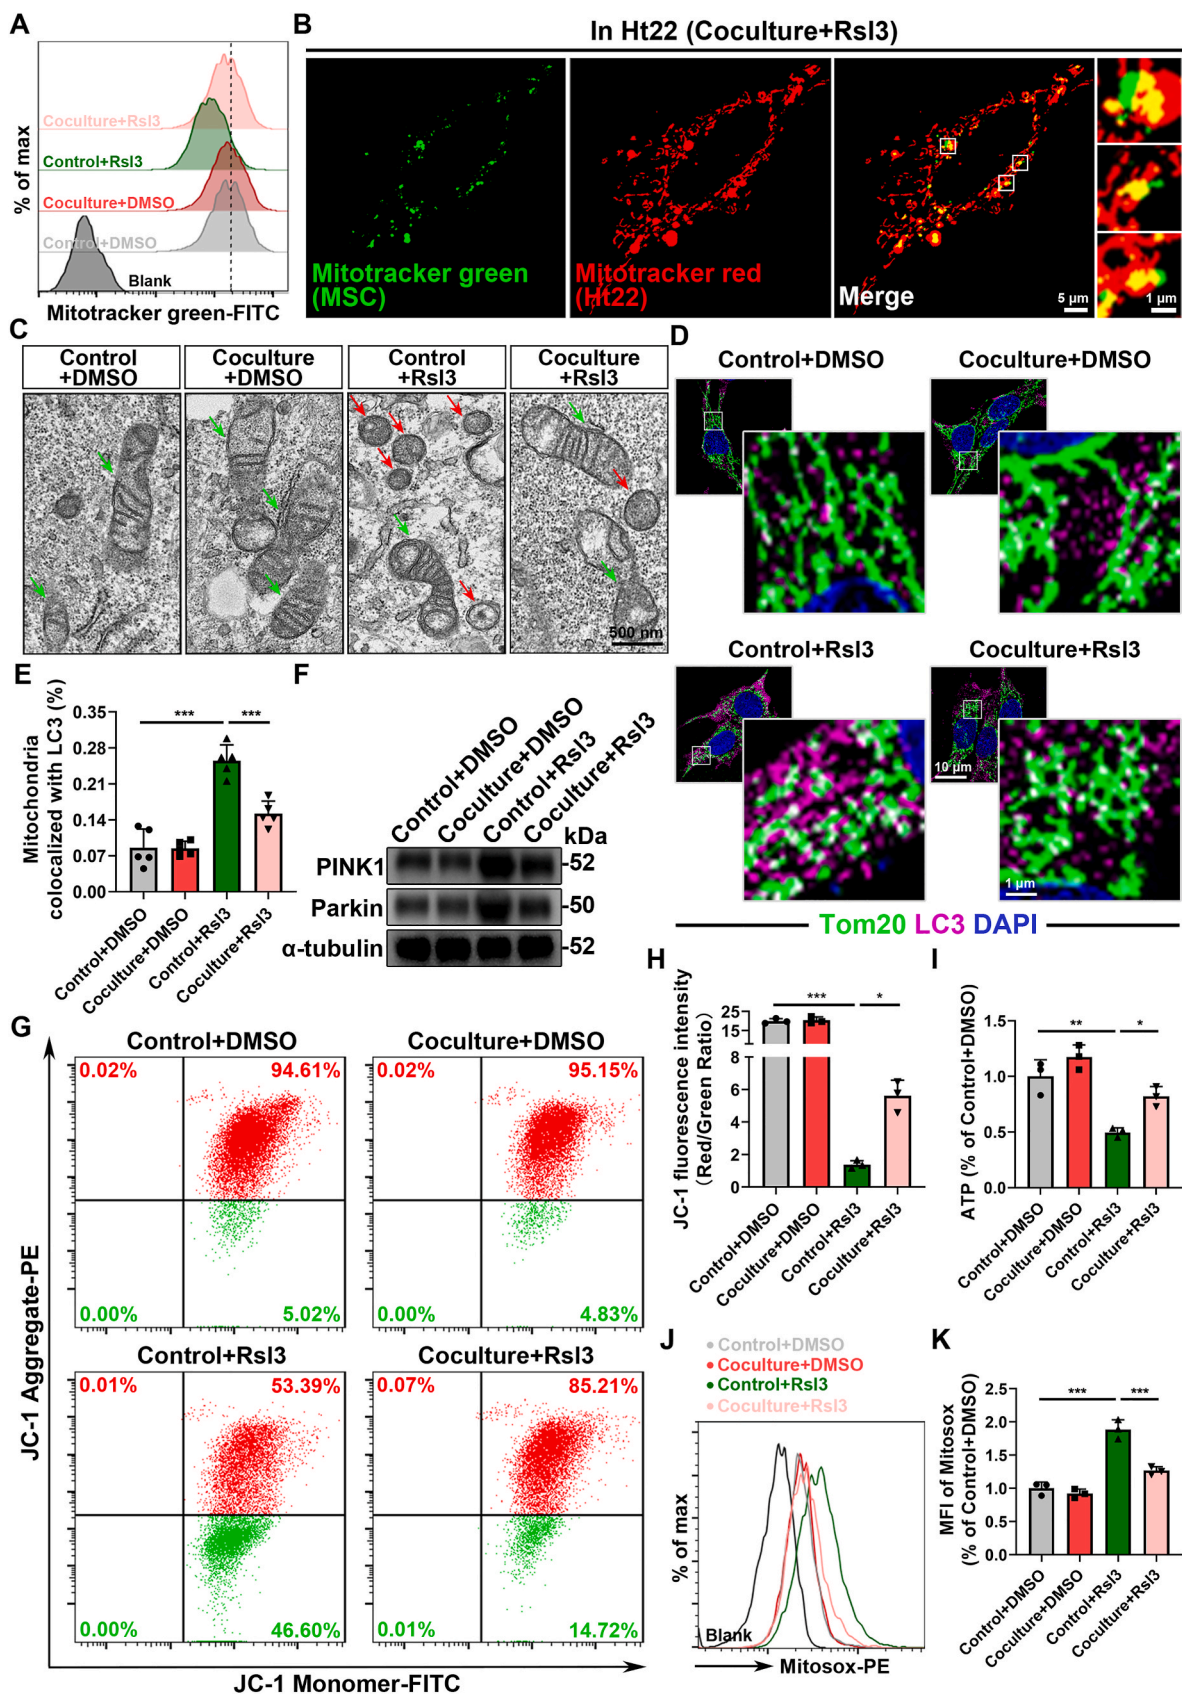 A
% of max
Coculture+Rsl3
Control+Rsl3
Coculture+DMSO
Control+DMSO
Blank
Mitotracker green-FITC
B
In Ht22 (Coculture+Rsl3)
Mitotracker green
(MSC)
Mitotracker red
(Ht22)
Merge
5 µm
1 µm
C
Control
+DMSO
Coculture
+DMSO
Control
+Rsl3
Coculture
+Rsl3
500 nm
D
Control+DMSO
Coculture+DMSO
Control+Rsl3
Coculture+Rsl3
10 µm
1 µm
Tom20 LC3 DAPI
E
Mitochondria
colocalized with LC3 (%)
0.35
0.28
0.21
0.14
0.07
0.00
***
***
Control+DMSO
Coculture+DMSO
Control+Rsl3
Coculture+Rsl3
F
Control+DMSO
Coculture+DMSO
Control+Rsl3
Coculture+Rsl3
kDa
PINK1
-52
Parkin
-50
α-tubulin
-52
G
JC-1 Aggregate-PE
Control+DMSO
0.02%
94.61%
0.00%
5.02%
Coculture+DMSO
0.02%
95.15%
0.00%
4.83%
Control+Rsl3
0.01%
53.39%
0.00%
46.60%
Coculture+Rsl3
0.07%
85.21%
0.01%
14.72%
JC-1 Monomer-FITC
H
JC-1 fluorescence intensity
(Red/Green Ratio)
25
15
8
6
4
2
0
***
*
Control+DMSO
Coculture+DMSO
Control+Rsl3
Coculture+Rsl3
I
ATP (% of Control+DMSO)
1.5
1.0
0.5
0.0
**
*
Control+DMSO
Coculture+DMSO
Control+Rsl3
Coculture+Rsl3
J
Control+DMSO
Coculture+DMSO
Control+Rsl3
Coculture+Rsl3
% of max
Blank
Mitosox-PE
K
MFI of Mitosox
(% of Control+DMSO)
2.5
2.0
1.5
1.0
0.5
0.0
***
***
Control+DMSO
Coculture+DMSO
Control+Rsl3
Coculture+Rsl3